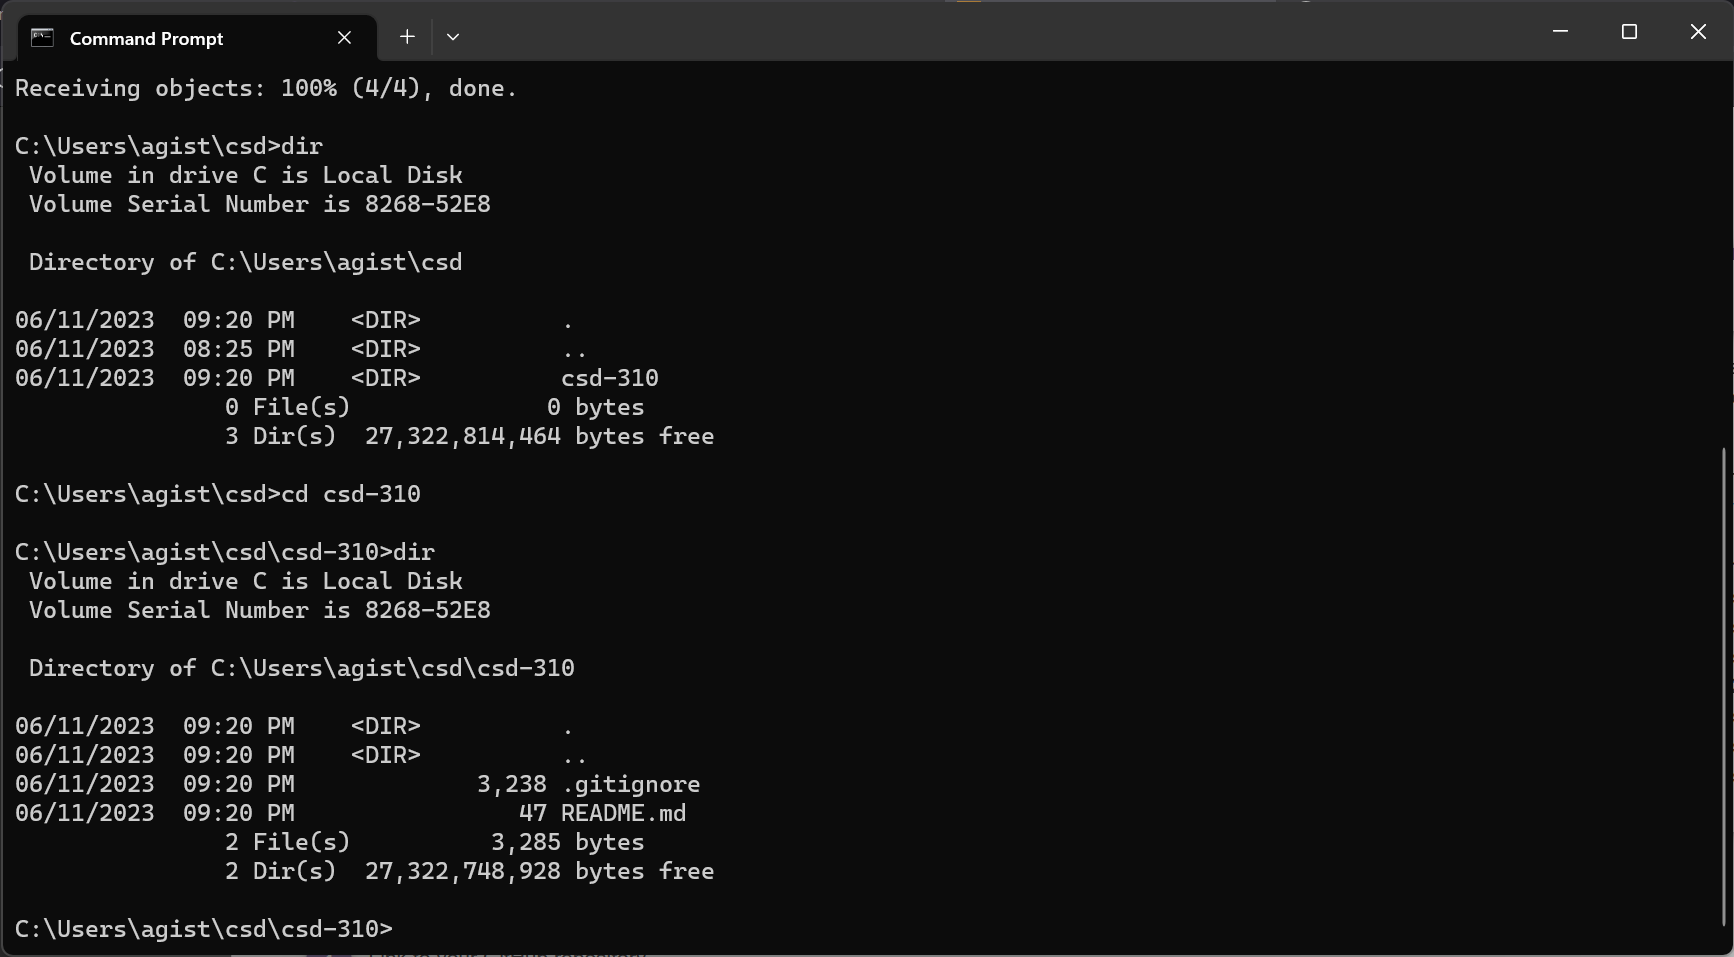 Command Prompt
Receiving objects: 100% (4/4), done.
C:\Users\agist\csd>dir
 Volume in drive C is Local Disk
 Volume Serial Number is 8268-52E8
 Directory of C:\Users\agist\csd
06/11/2023  09:20 PM    <DIR>          .
06/11/2023  08:25 PM    <DIR>          ..
06/11/2023  09:20 PM    <DIR>          csd-310
               0 File(s)              0 bytes
               3 Dir(s)  27,322,814,464 bytes free
C:\Users\agist\csd>cd csd-310
C:\Users\agist\csd\csd-310>dir
 Volume in drive C is Local Disk
 Volume Serial Number is 8268-52E8
 Directory of C:\Users\agist\csd\csd-310
06/11/2023  09:20 PM    <DIR>          .
06/11/2023  09:20 PM    <DIR>          ..
06/11/2023  09:20 PM             3,238 .gitignore
06/11/2023  09:20 PM                47 README.md
               2 File(s)          3,285 bytes
               2 Dir(s)  27,322,748,928 bytes free
C:\Users\agist\csd\csd-310>